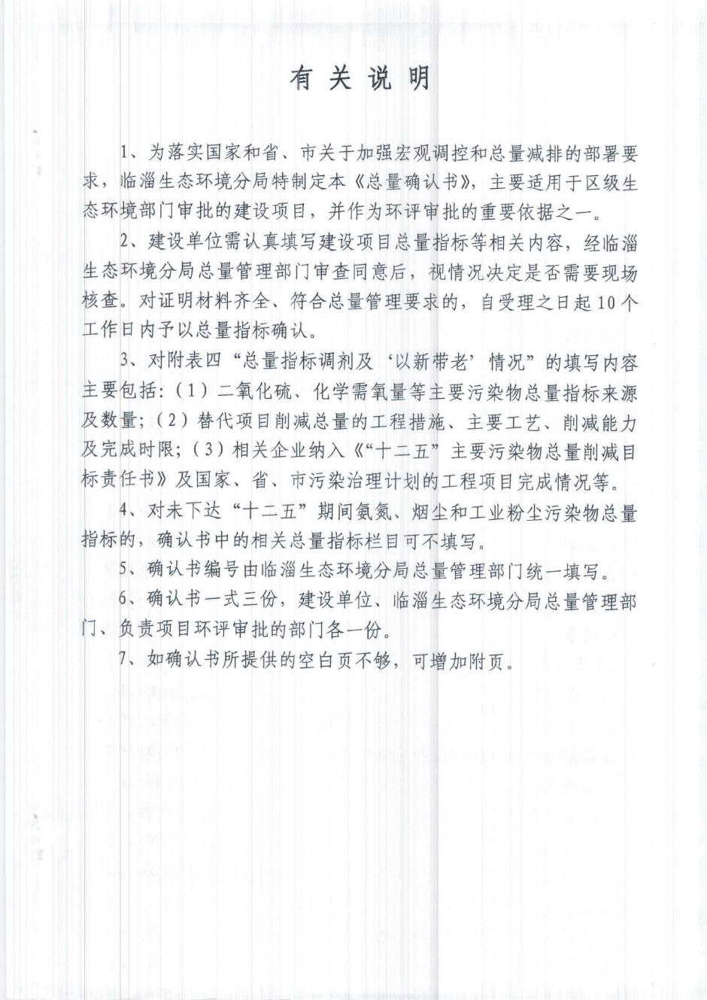 有关说明
1、为落实国家和省、市关于加强宏观调控和总量减排的部署要
求，临淄生态环境分局特制定本《总量确认书》，主要适用于区级生
态环境部门审批的建设项目，并作为环评审批的重要依据之一。
2、建设单位需认真填写建设项目总量指标等相关内容，经临淄
生态环境分局总量管理部门审查同意后，视情况决定是否需要现场
核查。对证明材料齐全、符合总量管理要求的，自受理之日起 10 个
工作日内予以总量指标确认。
3、对附表四“总量指标调剂及‘以新带老’情况”的填写内容
主要包括：（1）二氧化硫、化学需氧量等主要污染物总量指标来源
及数量；（2）替代项目削减总量的工程措施、主要工艺、削减能力
及完成时限；（3）相关企业纳入《“十二五”主要污染物总量削减目
标责任书》及国家、省、市污染治理计划的工程项目完成情况等。
4、对未下达“十二五”期间氨氮、烟尘和工业粉尘污染物总量
指标的，确认书中的相关总量指标栏目可不填写。
5、确认书编号由临淄生态环境分局总量管理部门统一填写。
6、确认书一式三份，建设单位、临淄生态环境分局总量管理部
门、负责项目环评审批的部门各一份。
7、如确认书所提供的空白页不够，可增加附页。